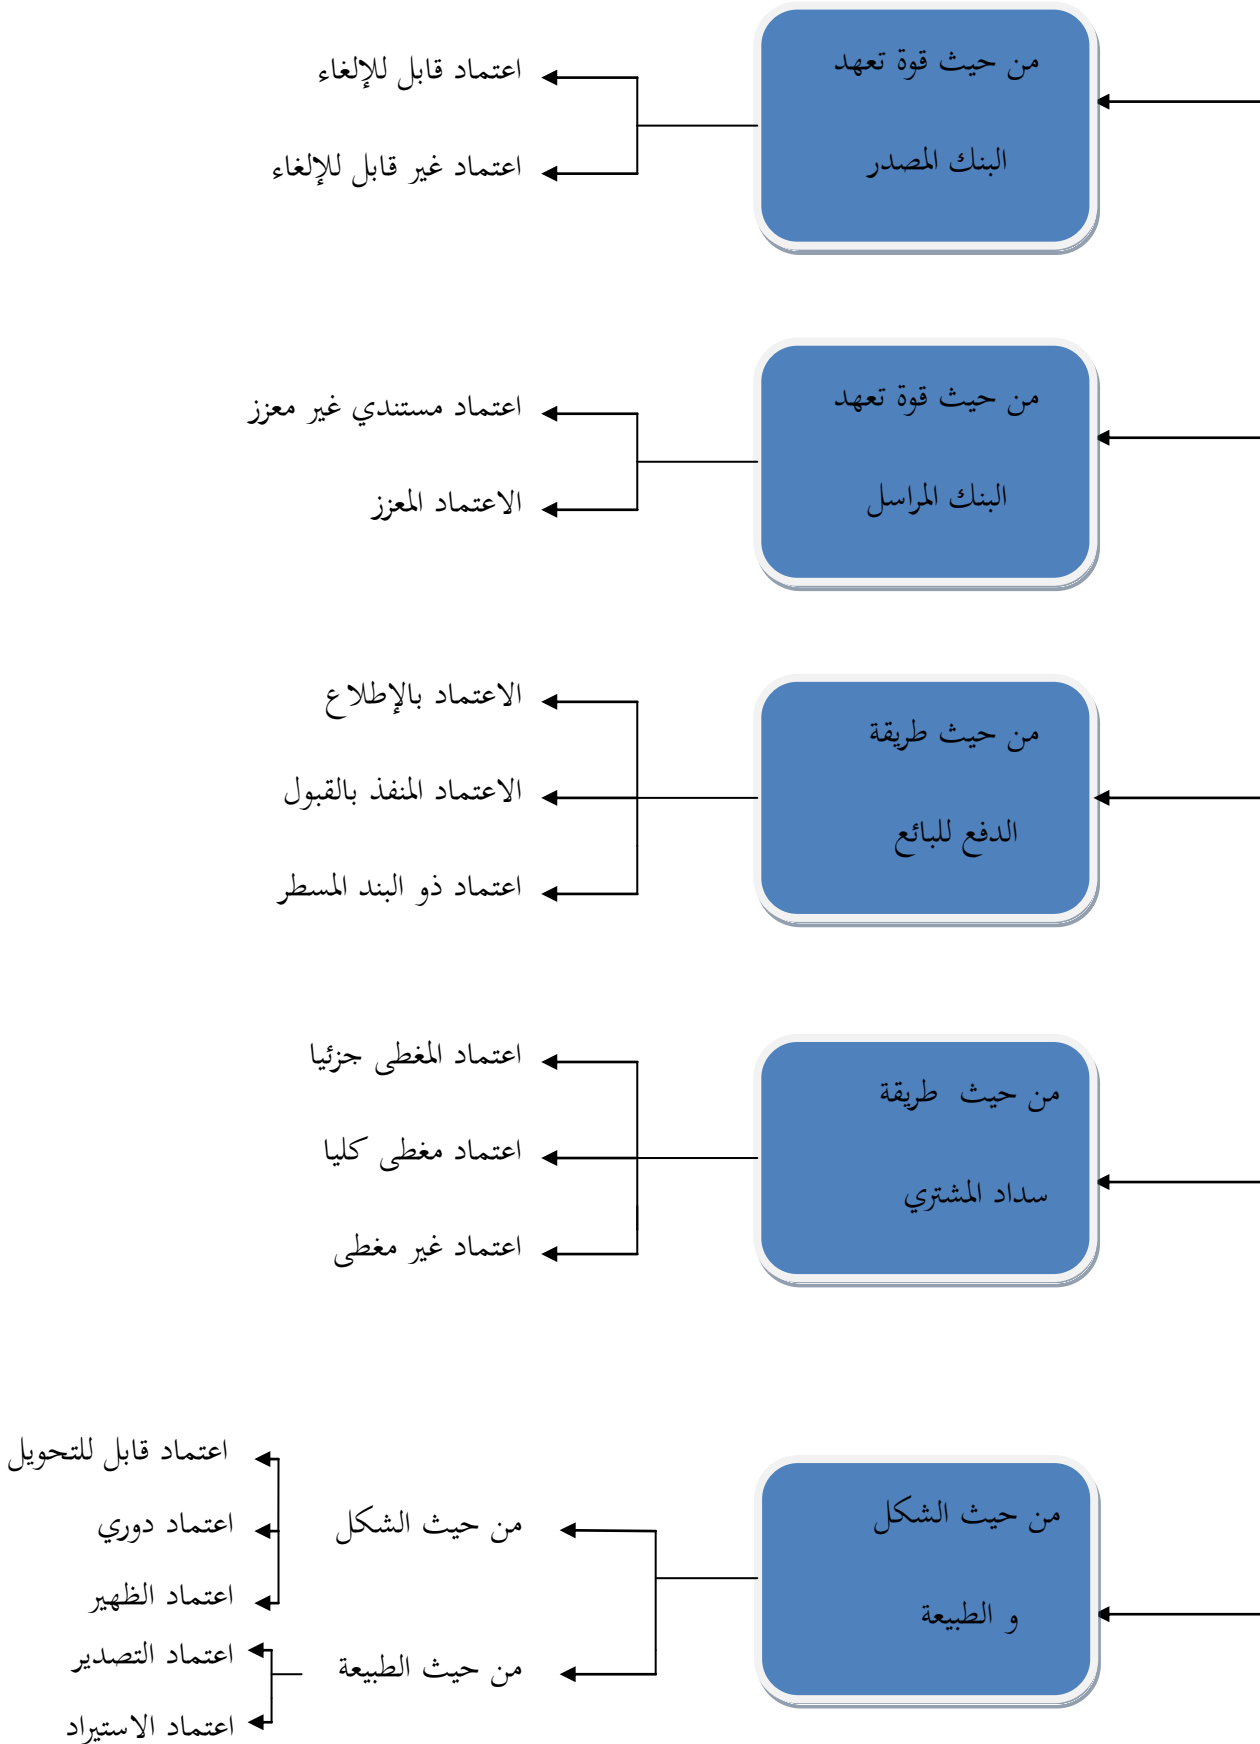 من حيث قوة تعهد
البنك المصدر
اعتماد قابل للإلغاء
اعتماد غير قابل للإلغاء
من حيث قوة تعهد
البنك المراسل
اعتماد مستندي غير معزز
الاعتماد المعزز
من حيث طريقة
الدفع للبائع
الاعتماد بالإطلاع
الاعتماد المنفذ بالقبول
اعتماد ذو البند المسطر
من حيث طريقة
سداد المشتري
اعتماد المغطى جزئيا
اعتماد مغطى كليا
اعتماد غير مغطى
من حيث الشكل
و الطبيعة
من حيث الشكل
اعتماد قابل للتحويل
اعتماد دوري
اعتماد الظهير
من حيث الطبيعة
اعتماد التصدير
اعتماد الاستيراد